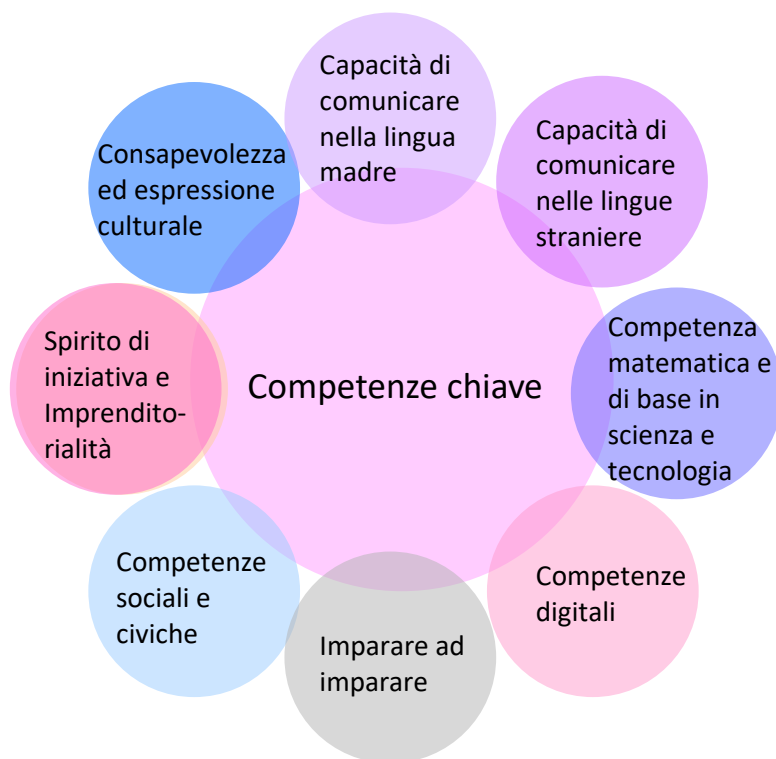 Capacità di
comunicare
nella lingua
madre
Capacità di
comunicare
nelle lingue
straniere
Competenza
matematica e
di base in
scienza e
tecnologia
Competenze
digitali
Imparare ad
imparare
Competenze
sociali e
civiche
Spirito di
iniziativa e
Imprendito-
rialità
Consapevolezza
ed espressione
culturale
Competenze chiave